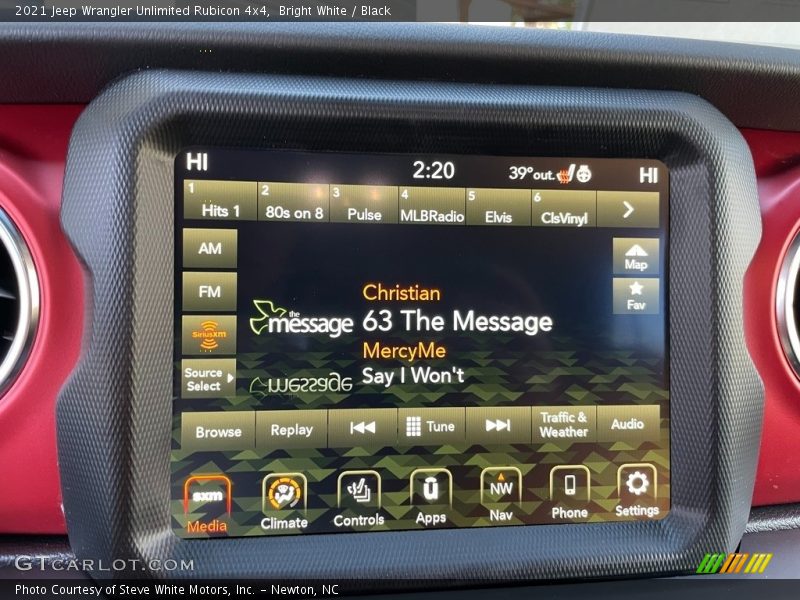 2021 Jeep Wrangler Unlimited Rubicon 4x4,  Bright White / Black
HI 2:20 39°out. HI
1 Hits 1 2 80s on 8 3 Pulse 4 MLBRadio 5 Elvis 6 ClsVinyl
AM
Map
FM
Fav
Christian
the message 63 The Message
SiriusXM
MercyMe
Source Select
message Say I Won't
Browse Replay Tune Traffic & Weather Audio
sxm NW
Media Climate Controls Apps Nav Phone Settings
GTCARLOT.COM
Photo Courtesy of Steve White Motors, Inc. – Newton, NC